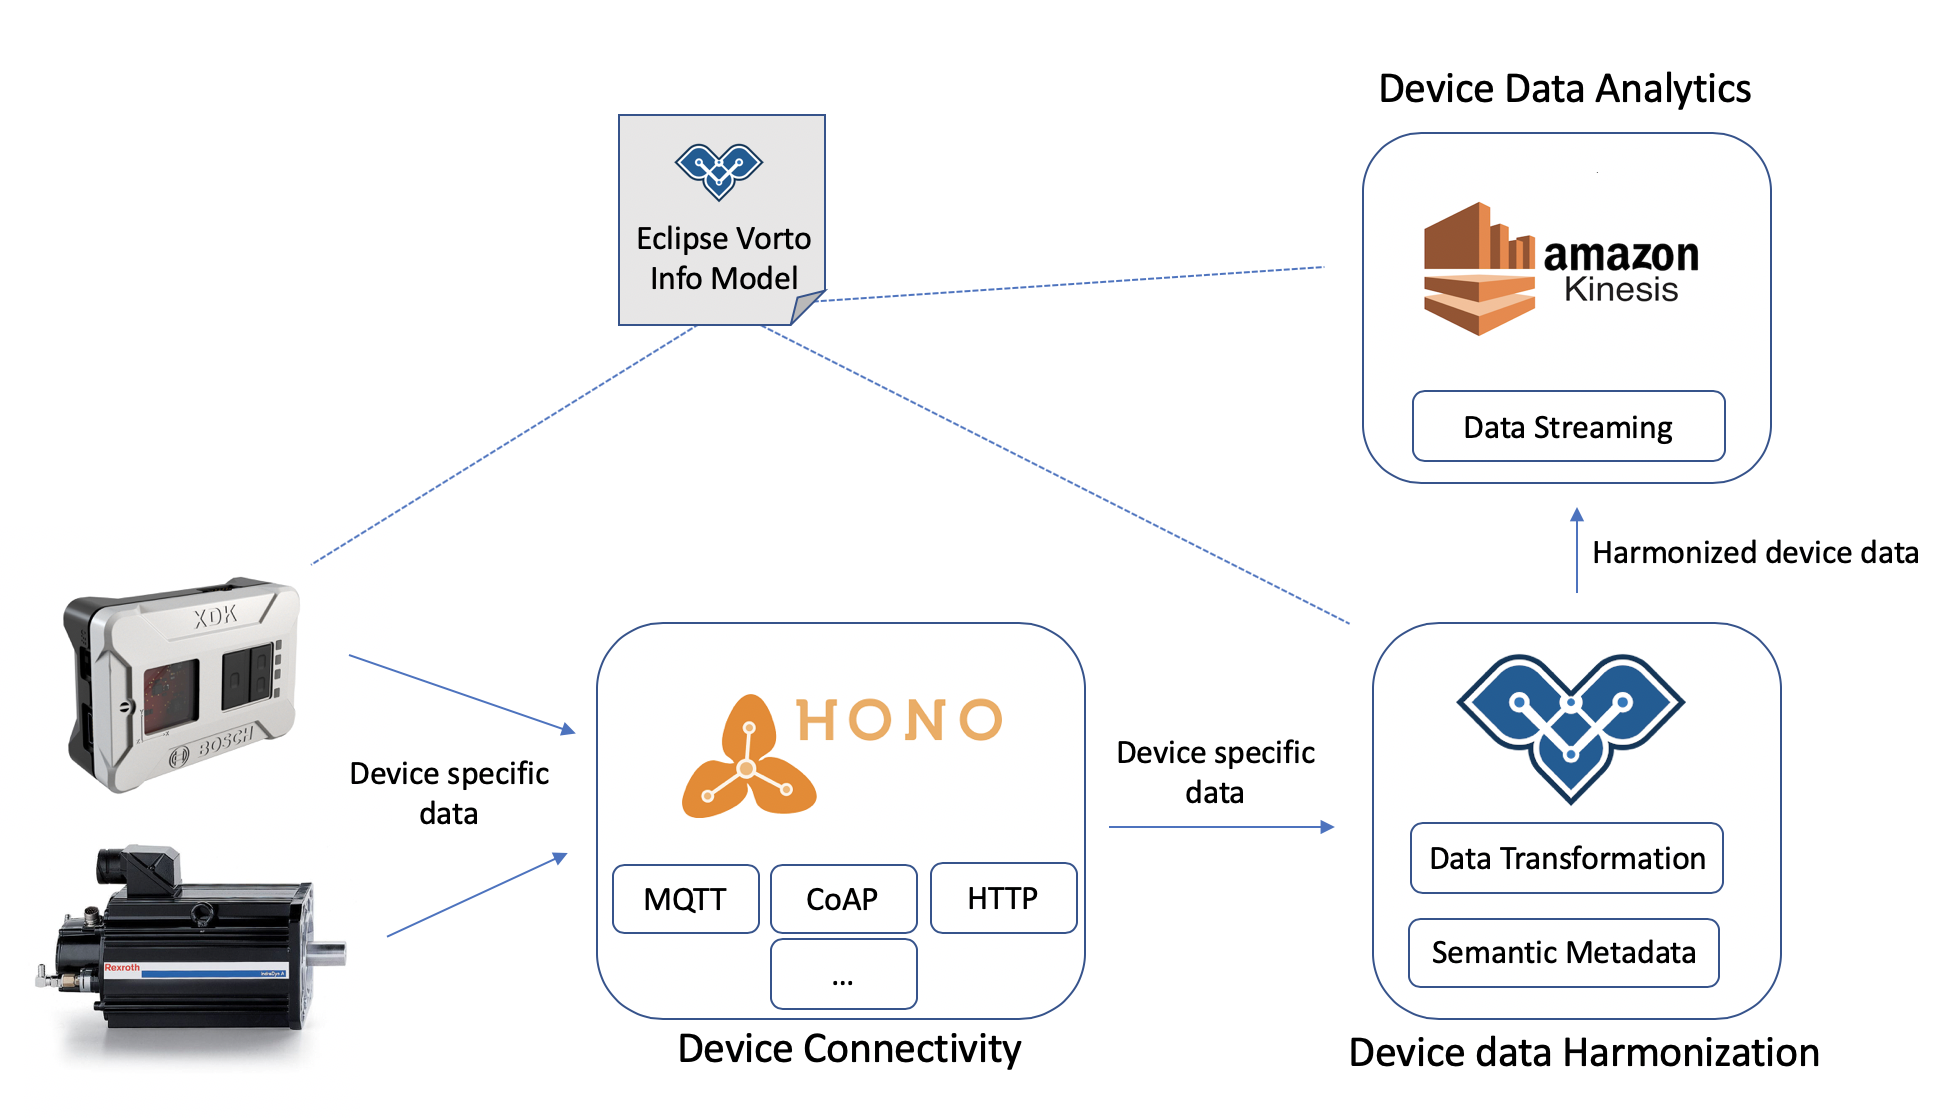 Device Data Analytics
Eclipse Vorto
Info Model
amazon
Kinesis
Data Streaming
Harmonized device data
XDK
BOSCH
Device specific
data
HONO
MQTT
CoAP
HTTP
...
Device Connectivity
Device specific
data
Data Transformation
Semantic Metadata
Device data Harmonization
Rexroth
IndraDyn A